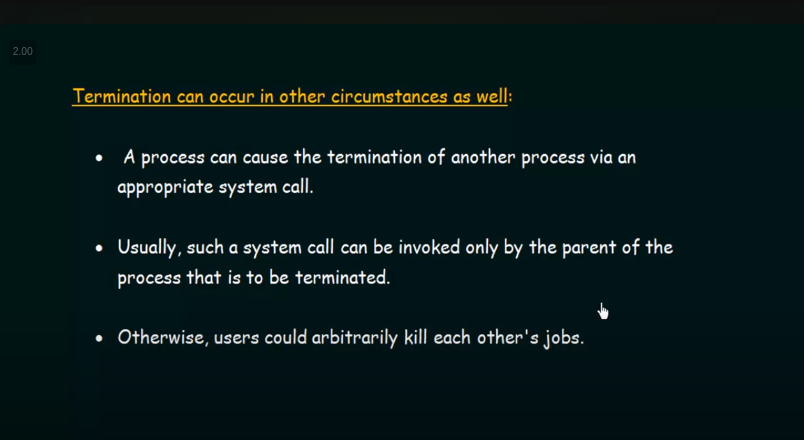 2.00
Termination can occur in other circumstances as well:
• A process can cause the termination of another process via an
appropriate system call.
• Usually, such a system call can be invoked only by the parent of the
process that is to be terminated.
• Otherwise, users could arbitrarily kill each other's jobs.